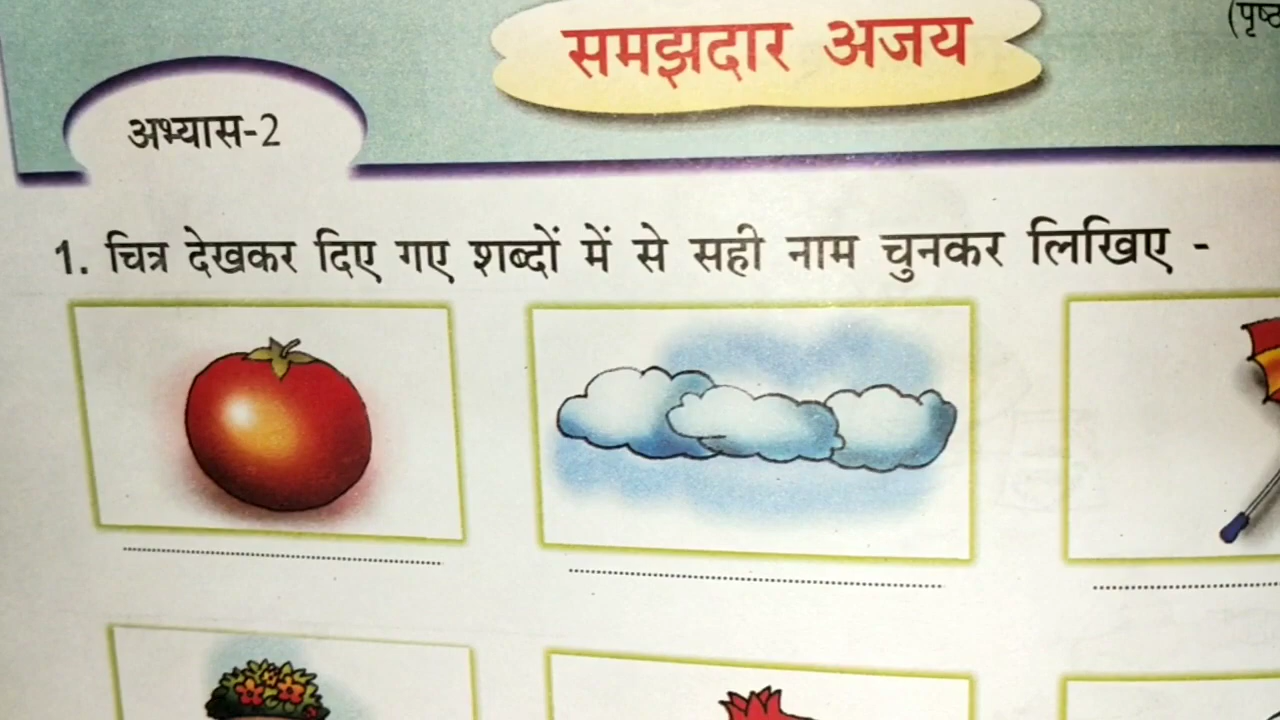 समझदार अजय
अभ्यास-2
1. चित्र देखकर दिए गए शब्दों में से सही नाम चुनकर लिखिए -